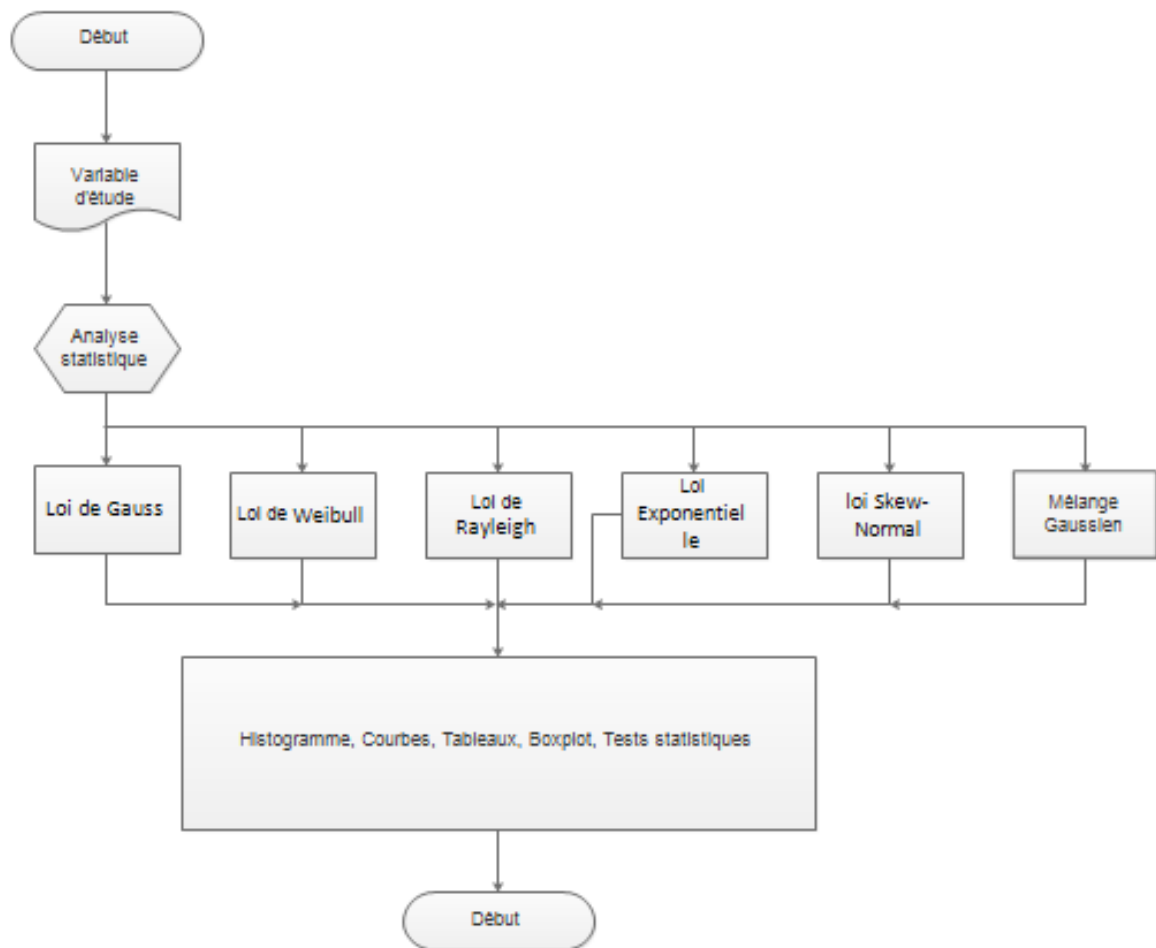 Début
Variable
d'étude
Analyse
statistique
Loi de Gauss
Loi de Weibull
Loi de
Rayleigh
Loi
Exponentiel
le
loi Skew-
Normal
Mélange
Gaussien
Histogramme, Courbes, Tableaux, Boxplot, Tests statistiques
Début